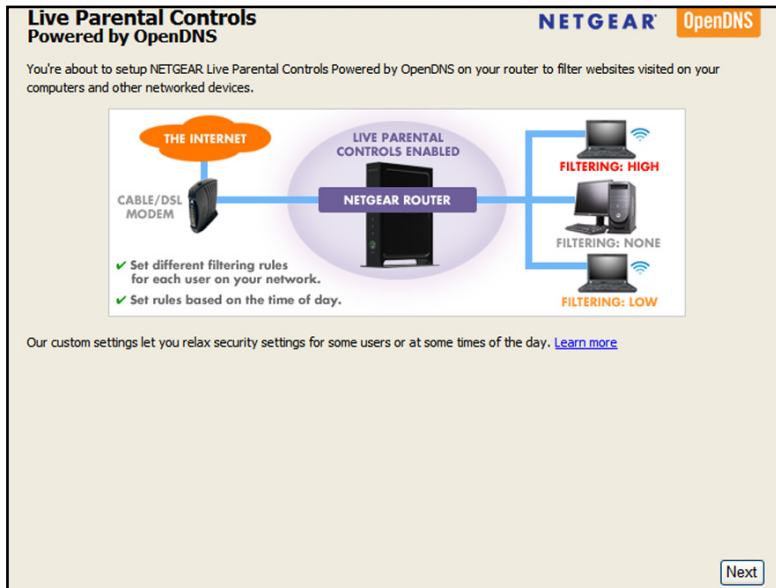 Live Parental Controls
Powered by OpenDNS
NETGEAR
OpenDNS
You're about to setup NETGEAR Live Parental Controls Powered by OpenDNS on your router to filter websites visited on your
computers and other networked devices.
THE INTERNET
CABLE/DSL
MODEM
LIVE PARENTAL
CONTROLS ENABLED
NETGEAR ROUTER
FILTERING: HIGH
FILTERING: NONE
FILTERING: LOW
✔ Set different filtering rules
for each user on your network.
✔ Set rules based on the time of day.
Our custom settings let you relax security settings for some users or at some times of the day. Learn more
Next